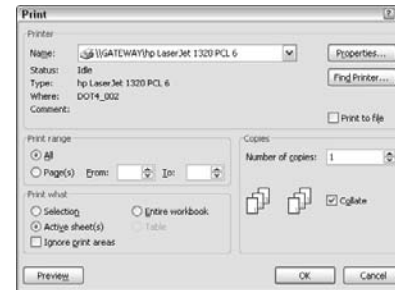 Print
Printer
Name: \\GATEWAY\hp LaserJet 1320 PCL 6
Properties...
Status: Idle
Find Printer...
Type: hp LaserJet 1320 PCL 6
Where: DOT4_002
Comment:
Print to file
Print range
All
Page(s) From: To:
Copies
Number of copies: 1
Collate
Print what
Selection Entire workbook
Active sheet(s) Table
Ignore print areas
Preview OK Cancel